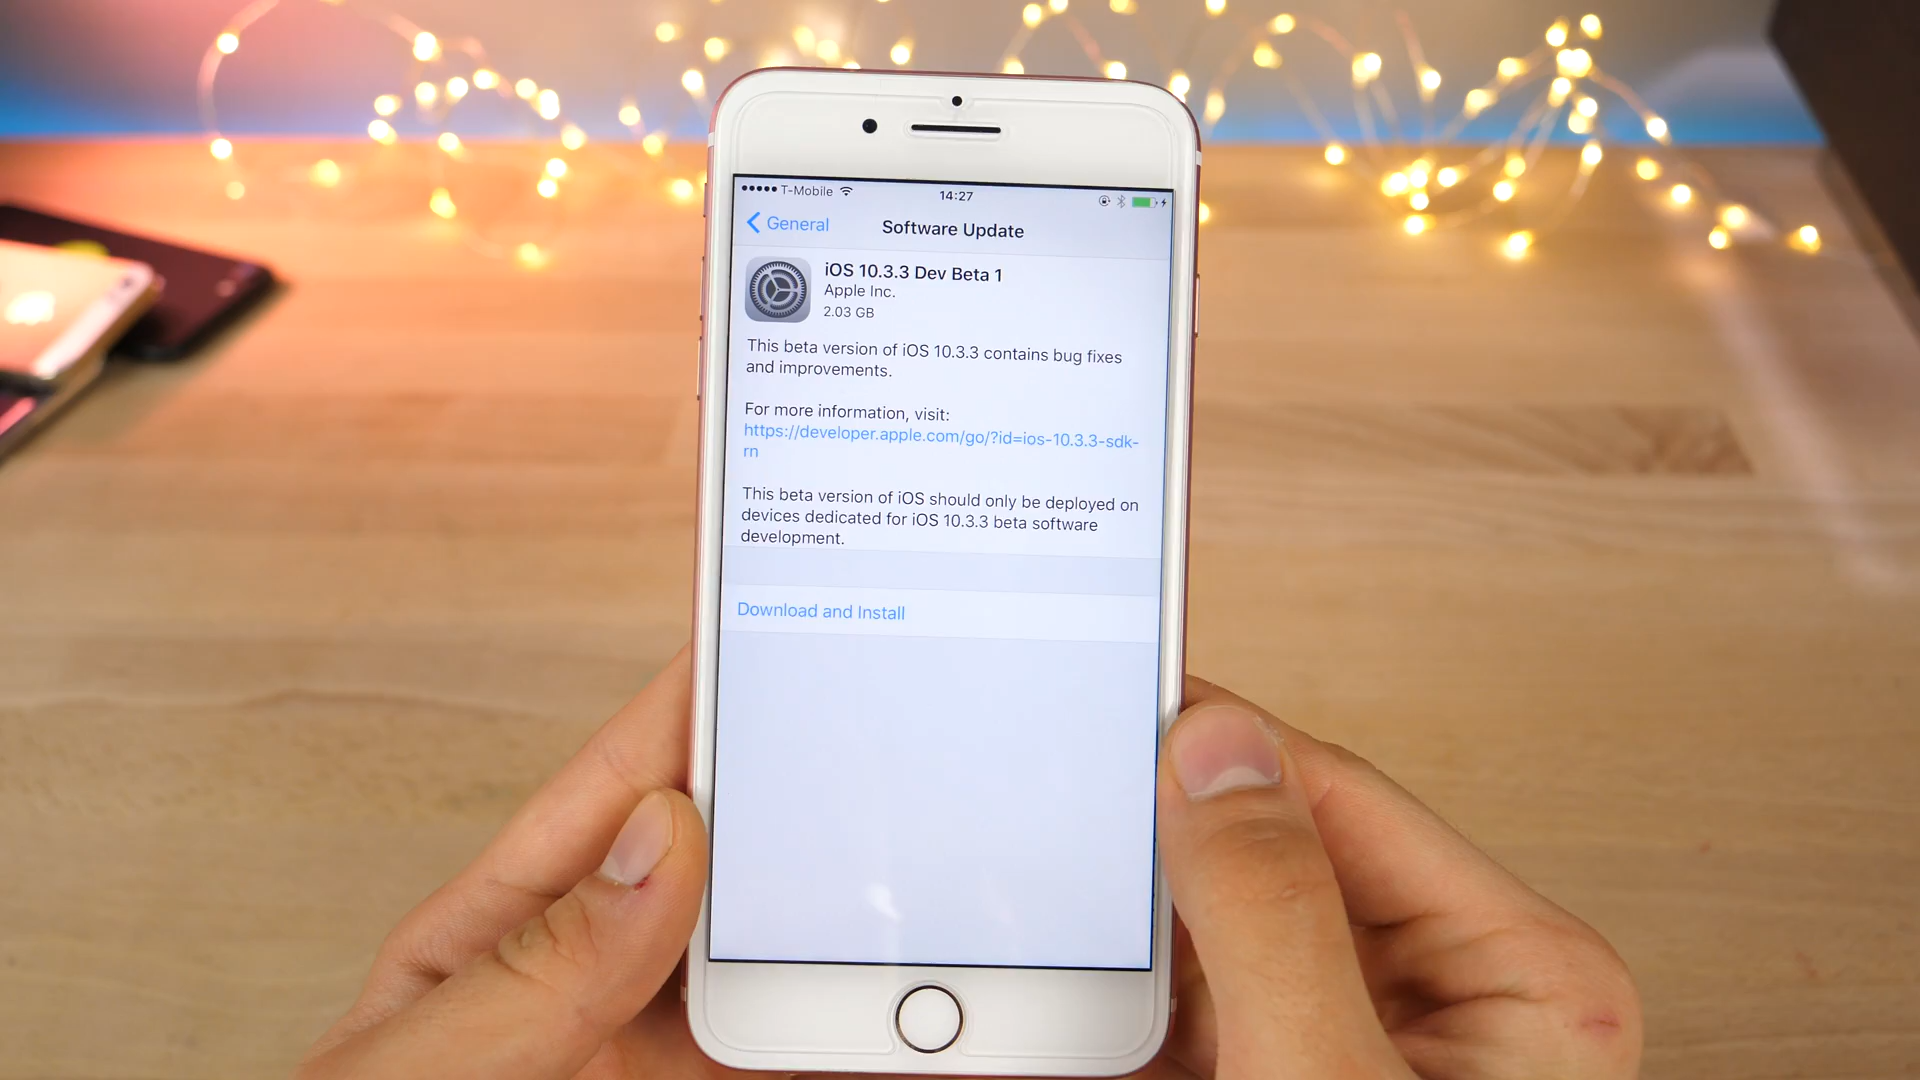 T-Mobile 14:27
General Software Update
iOS 10.3.3 Dev Beta 1
Apple Inc.
2.03 GB
This beta version of iOS 10.3.3 contains bug fixes
and improvements.
For more information, visit:
https://developer.apple.com/go/?id=ios-10.3.3-sdk-
rn
This beta version of iOS should only be deployed on
devices dedicated for iOS 10.3.3 beta software
development.
Download and Install